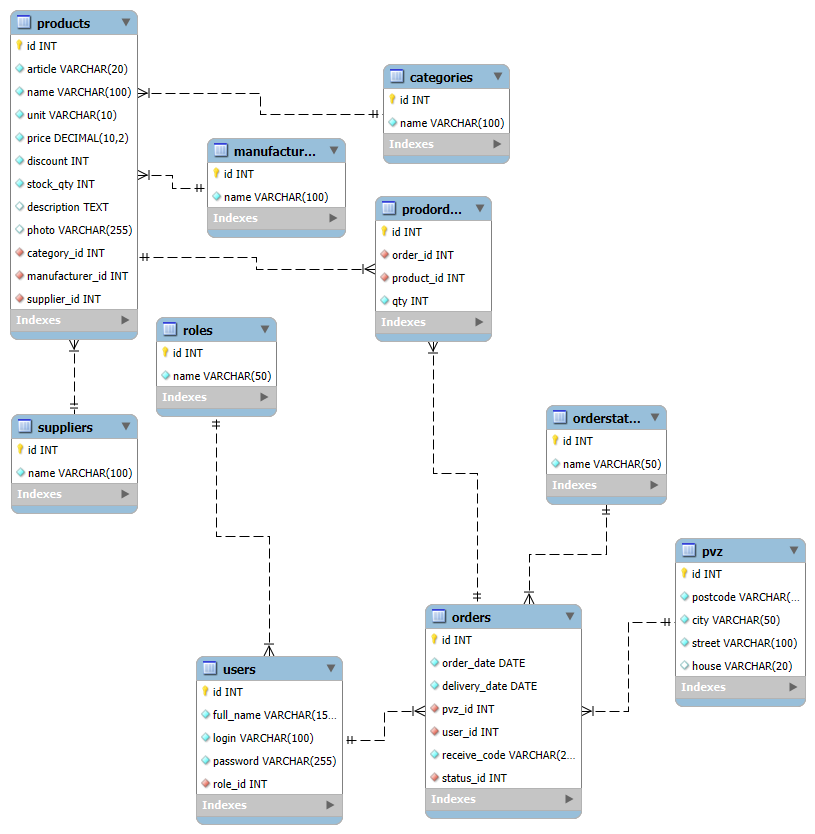 products
id INT
article VARCHAR(20)
name VARCHAR(100)
unit VARCHAR(10)
price DECIMAL(10,2)
discount INT
stock_qty INT
description TEXT
photo VARCHAR(255)
category_id INT
manufacturer_id INT
supplier_id INT
Indexes
categories
id INT
name VARCHAR(100)
Indexes
manufactur...
id INT
name VARCHAR(100)
Indexes
prodord...
id INT
order_id INT
product_id INT
qty INT
Indexes
roles
id INT
name VARCHAR(50)
Indexes
suppliers
id INT
name VARCHAR(100)
Indexes
orderstat...
id INT
name VARCHAR(50)
Indexes
pvz
id INT
postcode VARCHAR(...
city VARCHAR(50)
street VARCHAR(100)
house VARCHAR(20)
Indexes
orders
id INT
order_date DATE
delivery_date DATE
pvz_id INT
user_id INT
receive_code VARCHAR(2...
status_id INT
Indexes
users
id INT
full_name VARCHAR(15...
login VARCHAR(100)
password VARCHAR(255)
role_id INT
Indexes